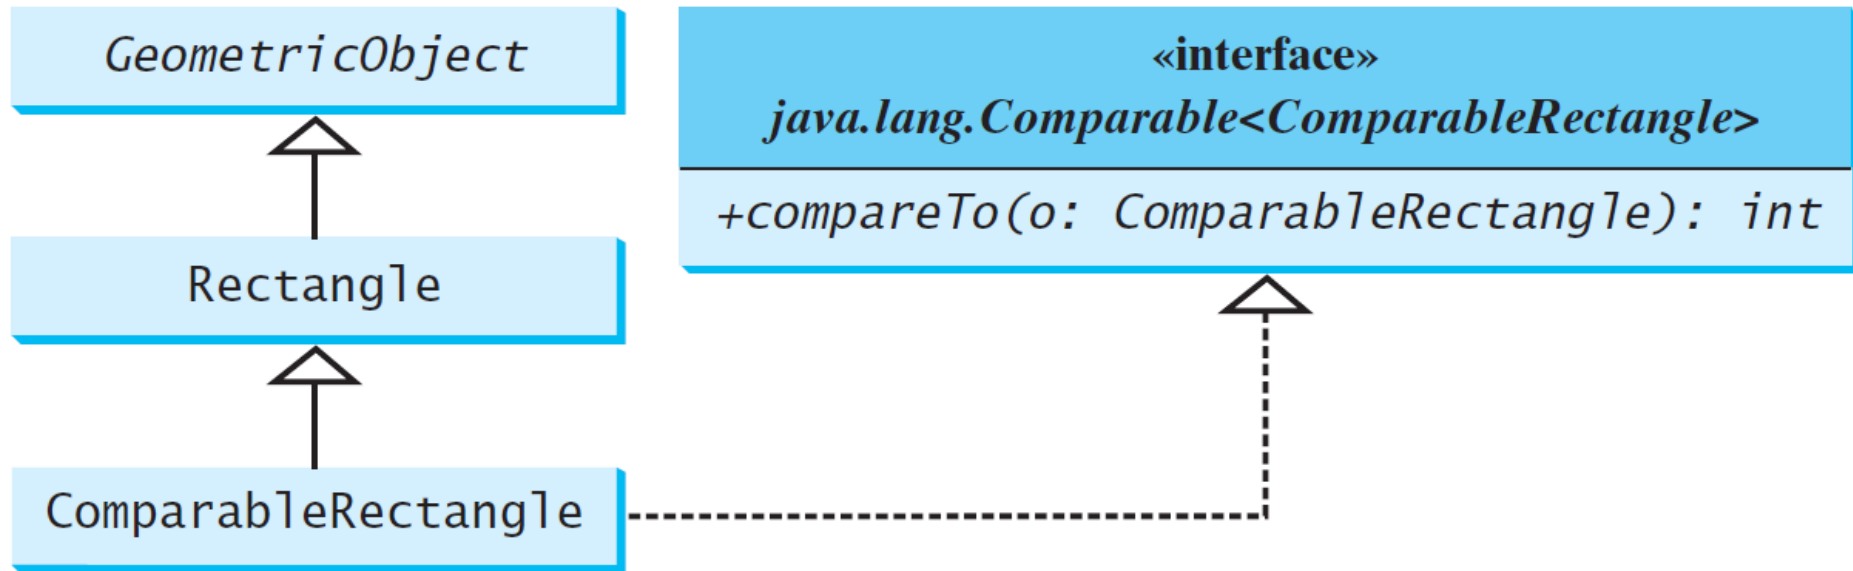 GeometricObject
Rectangle
ComparableRectangle
«interface»
java.lang.Comparable<ComparableRectangle>
+compareTo(o: ComparableRectangle): int